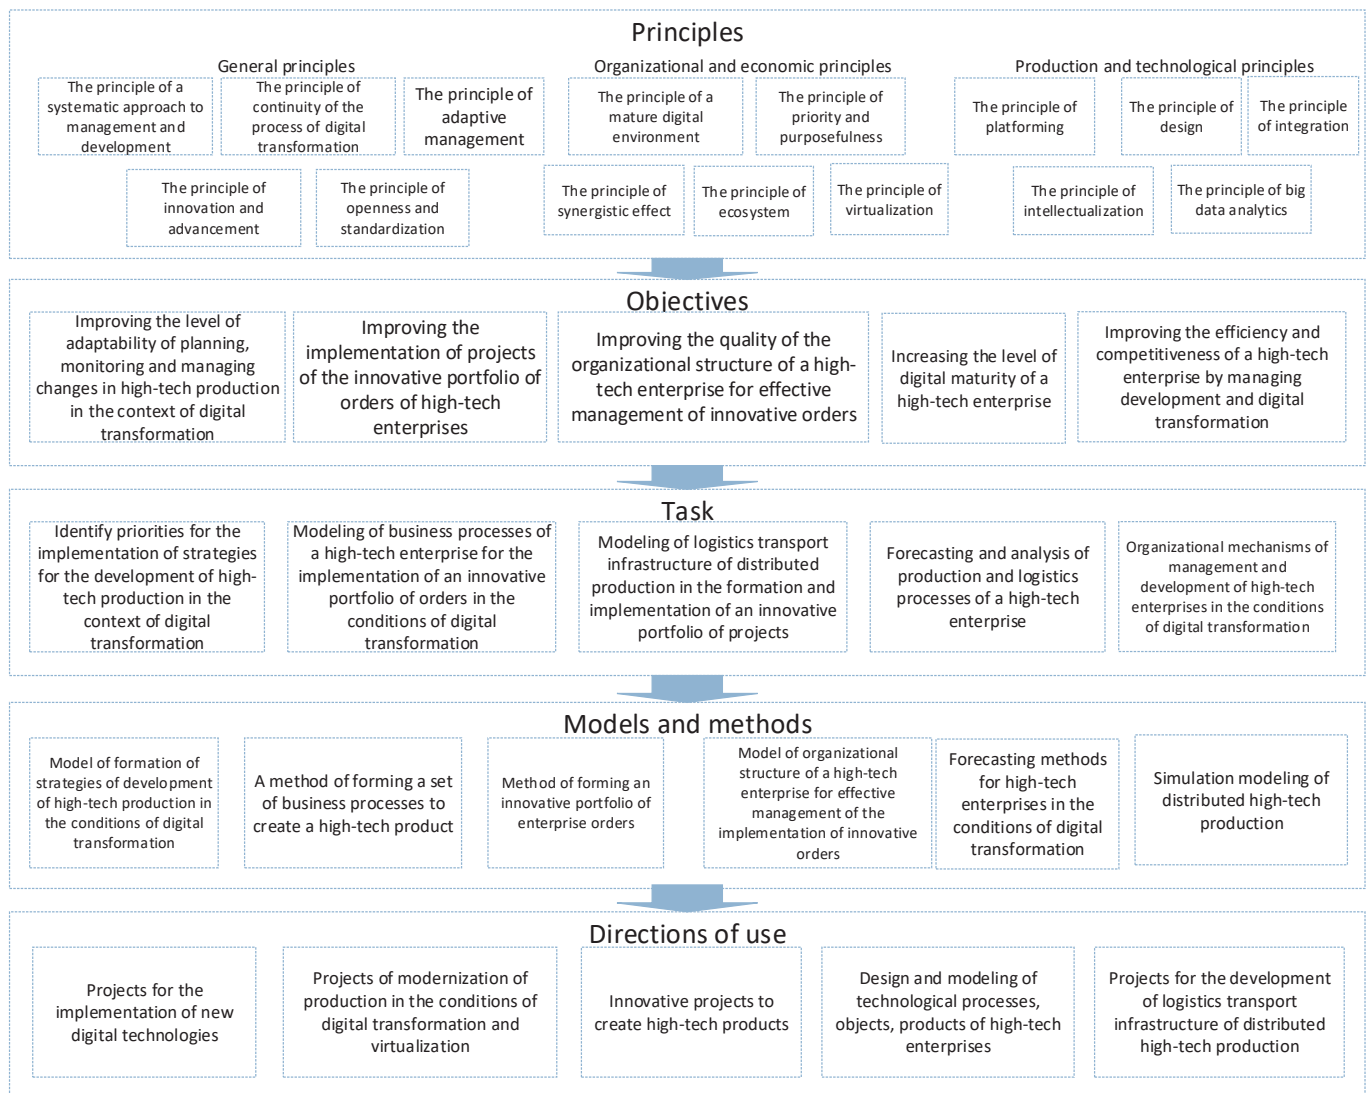 Principles
General principles
The principle of a
systematic approach to
management and
development
The principle of
continuity of the
process of digital
transformation
The principle of
adaptive
management
The principle of
innovation and
advancement
The principle of
openness and
standardization
Organizational and economic principles
The principle of a
mature digital
environment
The principle of
priority and
purposefulness
The principle of
synergistic effect
The principle of
ecosystem
The principle of
virtualization
Production and technological principles
The principle of
platforming
The principle of
design
The principle
of integration
The principle of
intellectualization
The principle of big
data analytics
Objectives
Improving the level of
adaptability of planning,
monitoring and managing
changes in high-tech production
in the context of digital
transformation
Improving the
implementation of projects
of the innovative portfolio of
orders of high-tech
enterprises
Improving the quality of the
organizational structure of a high-
tech enterprise for effective
management of innovative orders
Increasing the level of
digital maturity of a
high-tech enterprise
Improving the efficiency and
competitiveness of a high-tech
enterprise by managing
development and digital
transformation
Task
Identify priorities for the
implementation of strategies
for the development of high-
tech production in the
context of digital
transformation
Modeling of business processes of
a high-tech enterprise for the
implementation of an innovative
portfolio of orders in the
conditions of digital
transformation
Modeling of logistics transport
infrastructure of distributed
production in the formation and
implementation of an innovative
portfolio of projects
Forecasting and analysis of
production and logistics
processes of a high-tech
enterprise
Organizational mechanisms of
management and
development of high-tech
enterprises in the conditions
of digital transformation
Models and methods
Model of formation of
strategies of development
of high-tech production in
the conditions of digital
transformation
A method of forming a set
of business processes to
create a high-tech product
Method of forming an
innovative portfolio of
enterprise orders
Model of organizational
structure of a high-tech
enterprise for effective
management of the
implementation of innovative
orders
Forecasting methods
for high-tech
enterprises in the
conditions of digital
transformation
Simulation modeling of
distributed high-tech
production
Directions of use
Projects for the
implementation of new
digital technologies
Projects of modernization of
production in the conditions of
digital transformation and
virtualization
Innovative projects to
create high-tech products
Design and modeling of
technological processes,
objects, products of high-tech
enterprises
Projects for the development
of logistics transport
infrastructure of distributed
high-tech production